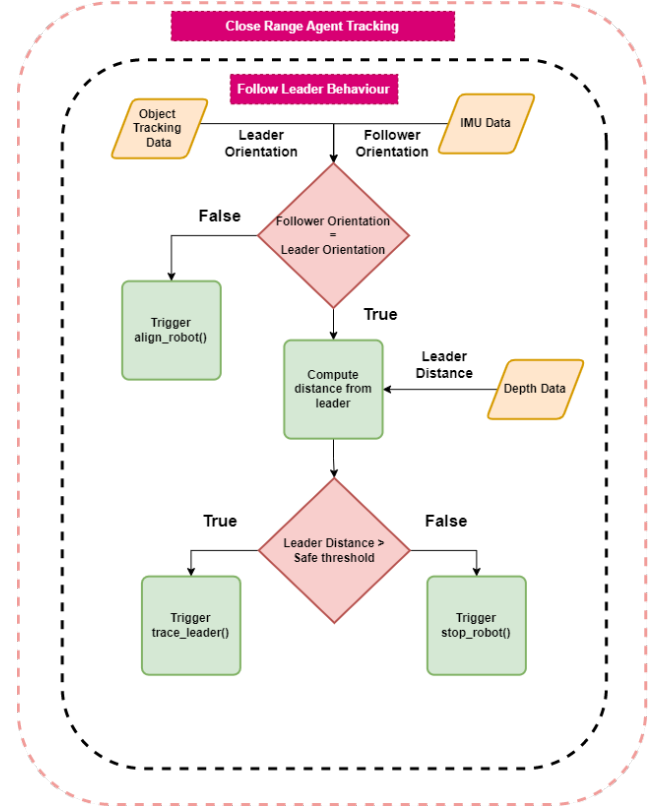 Close Range Agent Tracking
Follow Leader Behaviour
Object
Tracking
Data
Leader
Orientation
Follower
Orientation
IMU Data
False
Follower Orientation
=
Leader Orientation
Trigger
align_robot()
True
Compute
distance from
leader
Leader
Distance
Depth Data
True
False
Leader Distance >
Safe threshold
Trigger
trace_leader()
Trigger
stop_robot()